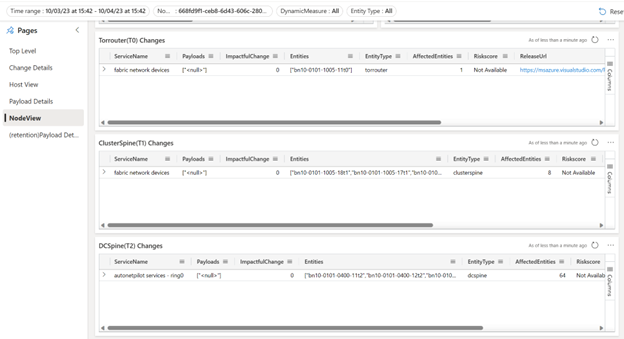 Time range : 10/03/23 at 15:42 - 10/04/23 at 15:42
No... : 668fd9f1-ceb8-6d43-606c-280...
DynamicMeasure : All
Entity Type : All
Reset
Pages
Top Level
Change Details
Host View
Payload Details
NodeView
(retention)Payload Det...
Torrouter(T0) Changes
As of less than a minute ago
ServiceName Payloads ImpactfulChange Entities EntityType AffectedEntities Riskscore ReleaseUrl
fabric network devices ["<null>"] 0 ["bn10-0101-1005-11t0"] torrouter 1 Not Available https://msazure.visualstudio.com/
Columns
ClusterSpine(T1) Changes
As of less than a minute ago
ServiceName Payloads ImpactfulChange Entities EntityType AffectedEntities Riskscore
fabric network devices ["<null>"] 0 ["bn10-0101-1005-18t1","bn10-0101-1005-17t1","bn10-010... clusterspine 8 Not Available
Columns
DCSpine(T2) Changes
As of less than a minute ago
ServiceName Payloads ImpactfulChange Entities EntityType AffectedEntities Riskscore
autonetpilot services - ring0 ["<null>"] 0 ["bn10-0101-0400-11t2","bn10-0101-0400-12t2","bn10-0101-0... dcspine 64 Not Availab
Columns